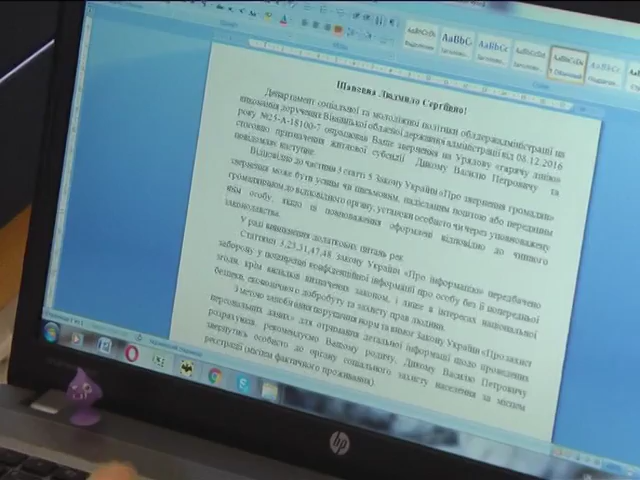 Шановна Людмило Сергіївно!
Департамент соціальної та молодіжної політики облдержадміністрації на
виконання доручення Вінницької обласної державної адміністрації від 08.12.2016
року №25-А-18100-7 опрацював Ваше звернення на Урядову «гарячу лінію»
стосовно призначення житлової субсидії Дикому Василю Петровичу та
повідомляє наступне.
Відповідно до частини 3 статті 5 Закону України «Про звернення громадян»
звернення може бути усним чи письмовим, надісланим поштою або переданим
громадянином до відповідного органу, установи особисто чи через уповноважену
ним особу, якщо ці повноваження оформлені відповідно до чинного
законодавства.
У разі виникнення додаткових питань рек
Статтями 3,23,31,47,48 закону України «Про інформацію» передбачено
заборону у поширенні конфіденційної інформації про особу без її попередньої
згоди, крім випадків визначених законом, і лише в інтересах національної
безпеки, економічного добробуту та захисту прав людини.
З метою запобігання порушення норм та вимог Закону України «Про захист
персональних даних» для отримання детальної інформації щодо проведених
розрахунків, рекомендуємо Вашому родичу, Дикому Василю Петровичу
звернутись особисто до органу соціального захисту населення за місцем
реєстрації (місцем фактичного проживання).
hp